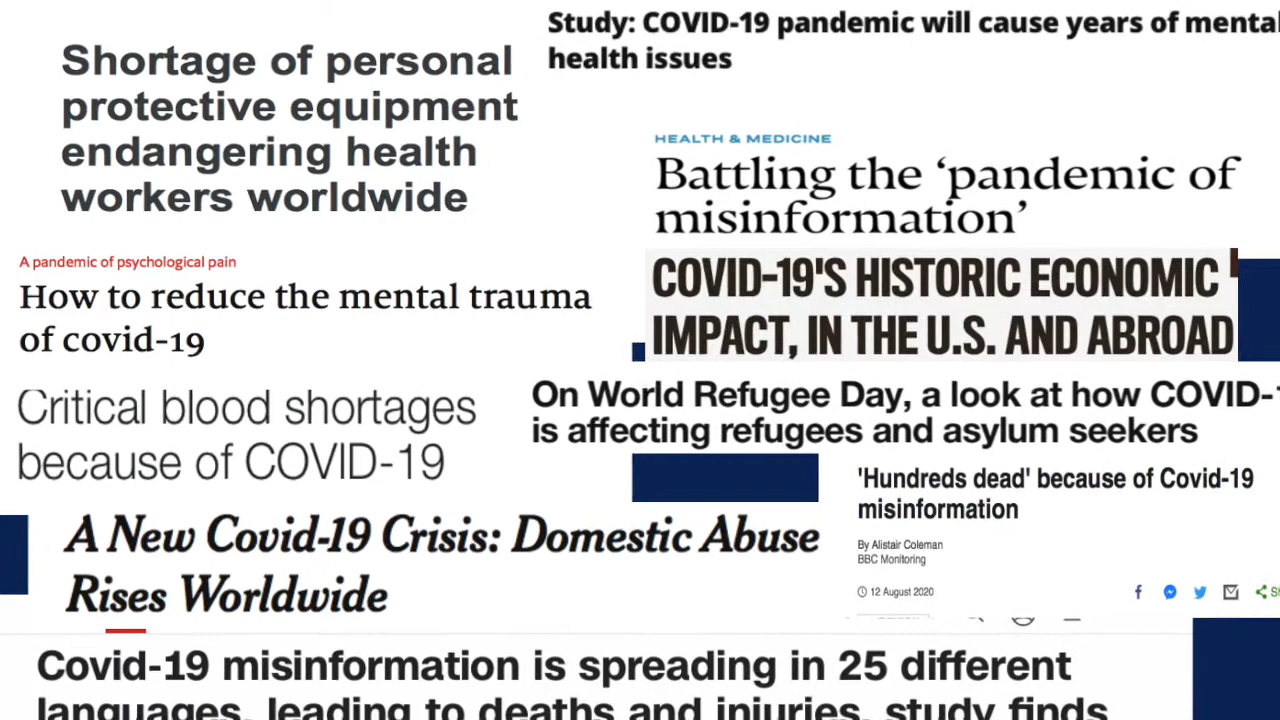 Study: COVID-19 pandemic will cause years of mental
health issues
Shortage of personal
protective equipment
endangering health
workers worldwide
HEALTH & MEDICINE
Battling the ‘pandemic of
misinformation’
A pandemic of psychological pain
How to reduce the mental trauma
of covid-19
COVID-19'S HISTORIC ECONOMIC
IMPACT, IN THE U.S. AND ABROAD
Critical blood shortages
because of COVID-19
On World Refugee Day, a look at how COVID-1
is affecting refugees and asylum seekers
'Hundreds dead' because of Covid-19
misinformation
By Alistair Coleman
BBC Monitoring
12 August 2020
A New Covid-19 Crisis: Domestic Abuse
Rises Worldwide
Covid-19 misinformation is spreading in 25 different
languages, leading to deaths and injuries, study finds